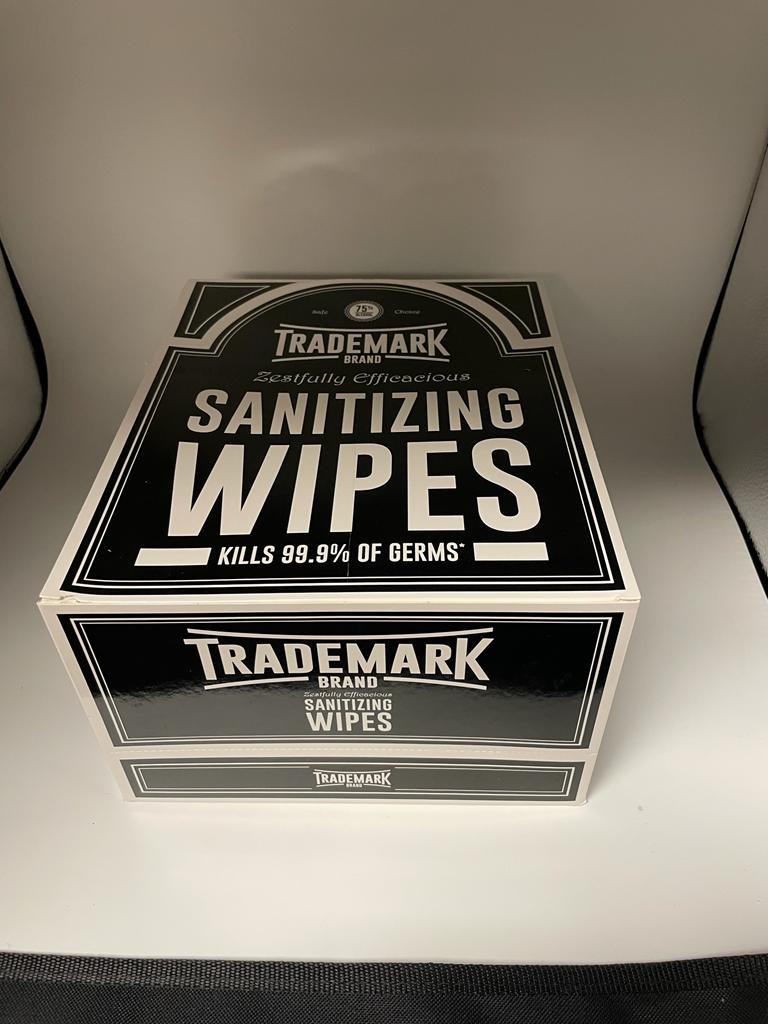 Safe 75% Choice
TRADEMARK
BRAND
Zestfully Efficacious
SANITIZING
WIPES
KILLS 99.9% OF GERMS*
TRADEMARK
BRAND
Zestfully Efficacious
SANITIZING
WIPES
TRADEMARK
BRAND